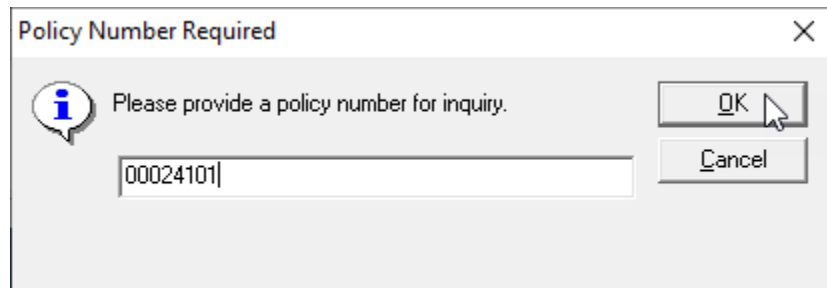 Policy Number Required
Please provide a policy number for inquiry.
OK
00024101
Cancel